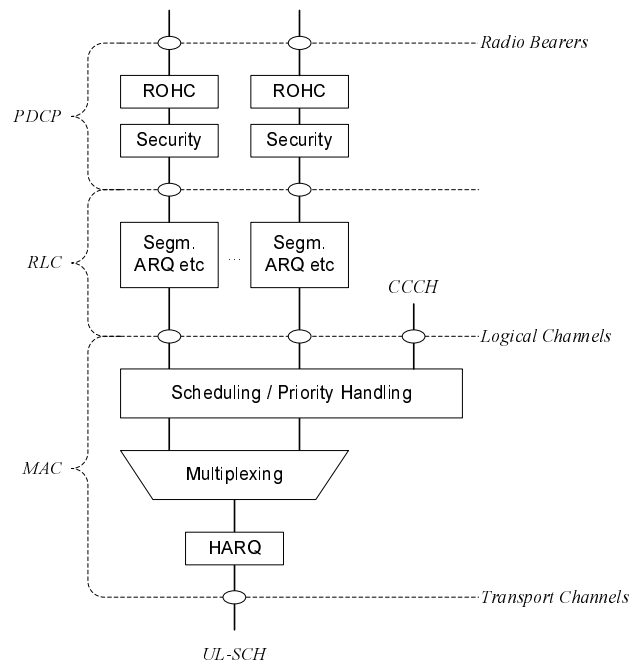 Radio Bearers
ROHC
ROHC
PDCP
Security
Security
Segm.
ARQ etc
...
Segm.
ARQ etc
RLC
CCCH
Logical Channels
Scheduling / Priority Handling
MAC
Multiplexing
HARQ
Transport Channels
UL-SCH